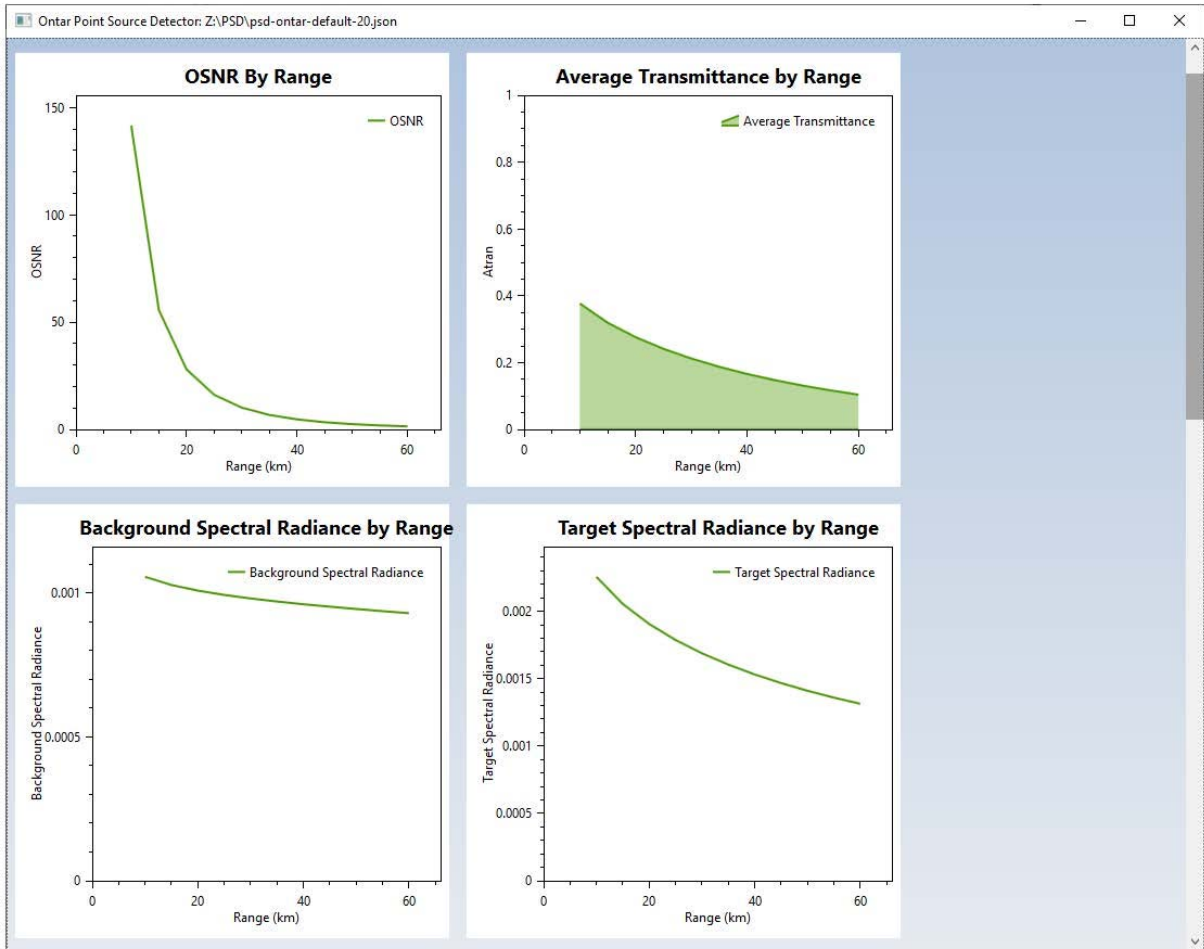 Ontar Point Source Detector: Z:\PSD\psd-ontar-default-20.json
OSNR By Range
150
100
50
0
OSNR
OSNR
0
20
40
60
Range (km)
Average Transmittance by Range
1
0.8
0.6
0.4
0.2
0
Atran
Average Transmittance
0
20
40
60
Range (km)
Background Spectral Radiance by Range
0.001
0.0005
0
Background Spectral Radiance
Background Spectral Radiance
0
20
40
60
Range (km)
Target Spectral Radiance by Range
0.002
0.0015
0.001
0.0005
0
Target Spectral Radiance
Target Spectral Radiance
0
20
40
60
Range (km)